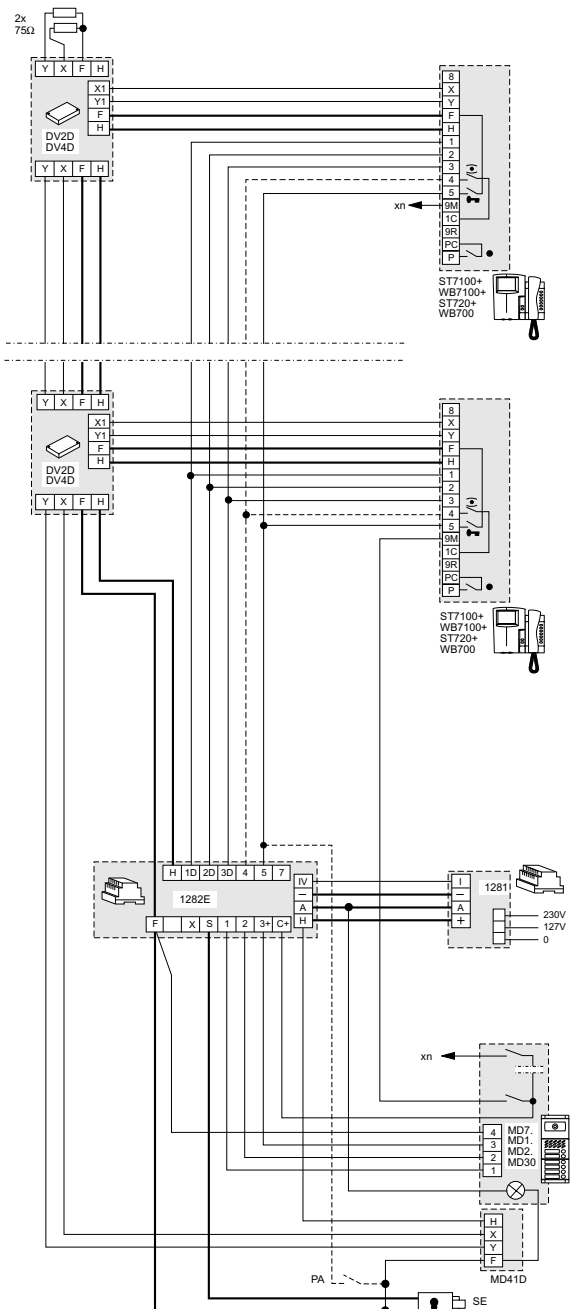 2x
75Ω
Y X F H
X1
Y1
F
H
DV2D
DV4D
Y X F H
8
X
Y
F
H
1
2
3
4
5
9M
1C
9R
PC
P
xn
ST7100+
WB7100+
ST720+
WB700
Y X F H
X1
Y1
F
H
DV2D
DV4D
Y X F H
8
X
Y
F
H
1
2
3
4
5
9M
1C
9R
PC
P
ST7100+
WB7100+
ST720+
WB700
H 1D 2D 3D 4 5 7
1282E
IV
–
A
H
F X S 1 2 3+ C+
I
–
A
+
1281
230V
127V
0
xn
4
3
2
1
MD7.
MD1.
MD2.
MD30
H
X
Y
F
MD41D
PA
SE